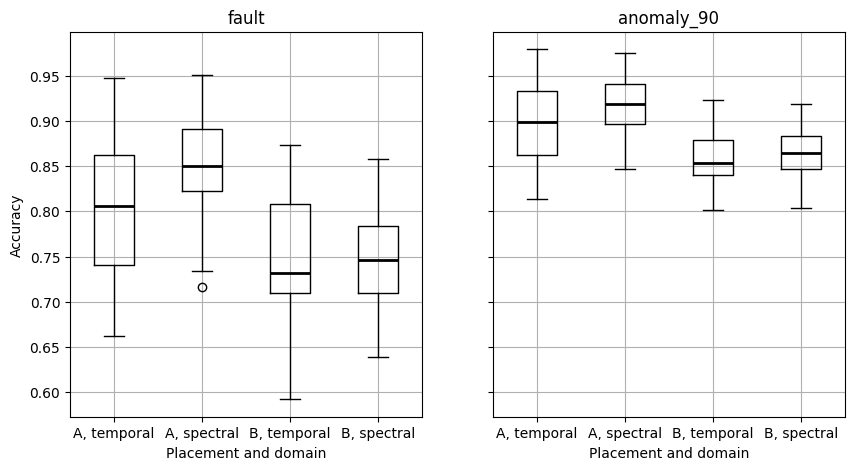 fault
anomaly_90
Accuracy
0.95
0.90
0.85
0.80
0.75
0.70
0.65
0.60
A, temporal
A, spectral
B, temporal
B, spectral
Placement and domain
A, temporal
A, spectral
B, temporal
B, spectral
Placement and domain